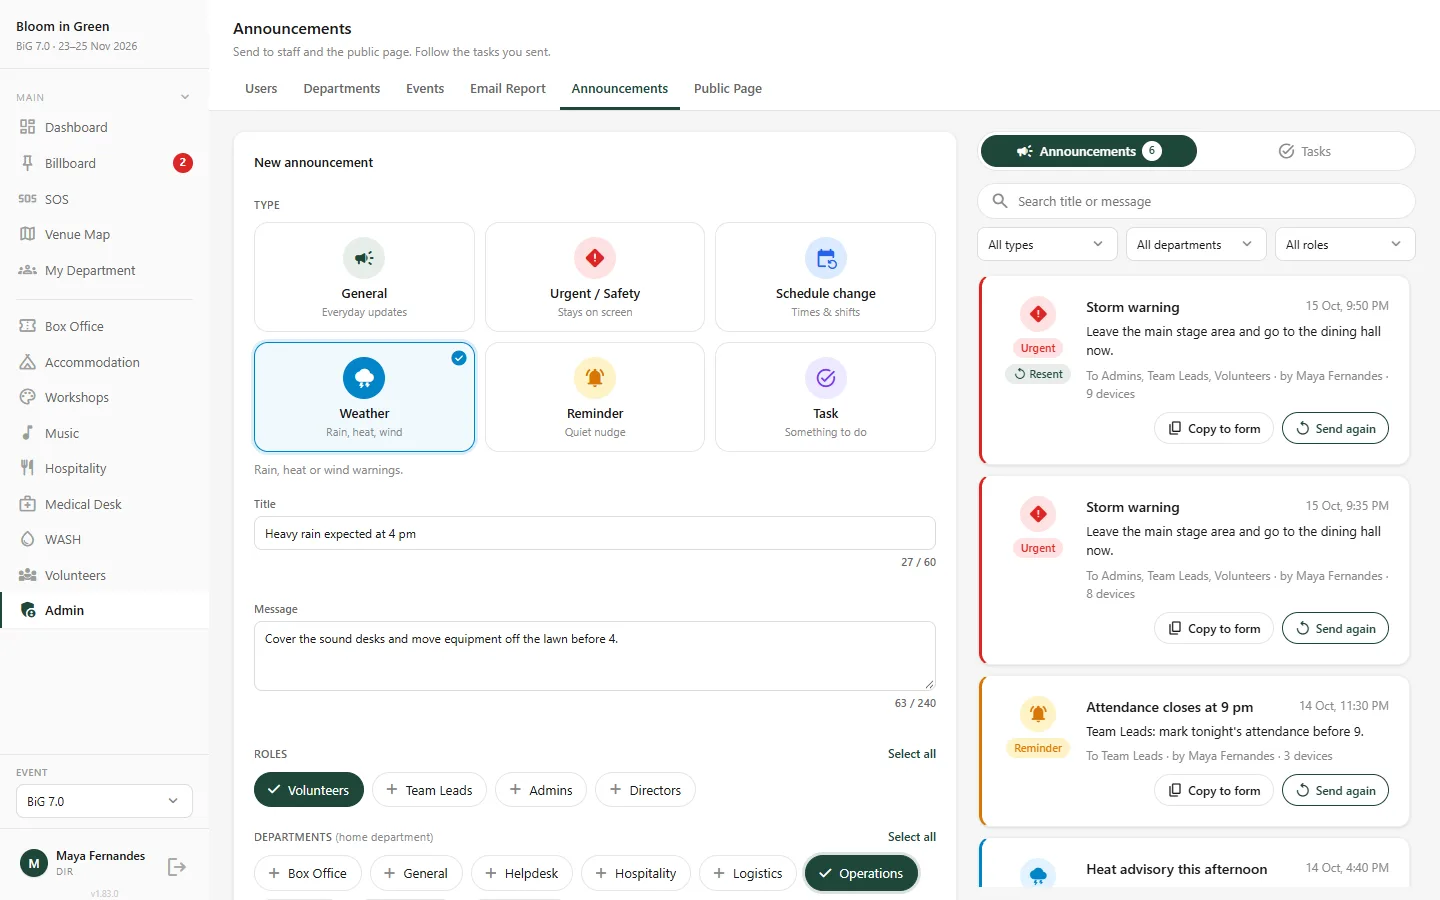 Bloom in Green
BiG 7.0 · 23–25 Nov 2026
MAIN
Dashboard
Billboard
2
SOS
SOS
Venue Map
My Department
Box Office
Accommodation
Workshops
Music
Hospitality
Medical Desk
WASH
Volunteers
Admin
EVENT
BiG 7.0
M
Maya Fernandes
DIR
v1.83.0
Announcements
Send to staff and the public page. Follow the tasks you sent.
Users
Departments
Events
Email Report
Announcements
Public Page
New announcement
TYPE
General
Everyday updates
Urgent / Safety
Stays on screen
Schedule change
Times & shifts
Weather
Rain, heat, wind
Reminder
Quiet nudge
Task
Something to do
Rain, heat or wind warnings.
Title
Heavy rain expected at 4 pm
27 / 60
Message
Cover the sound desks and move equipment off the lawn before 4.
63 / 240
ROLES
Select all
Volunteers
Team Leads
Admins
Directors
DEPARTMENTS (home department)
Select all
Box Office
General
Helpdesk
Hospitality
Logistics
Operations
Announcements 6
Tasks
Search title or message
All types
All departments
All roles
Storm warning
15 Oct, 9:50 PM
Urgent
Resent
Leave the main stage area and go to the dining hall
now.
To Admins, Team Leads, Volunteers · by Maya Fernandes ·
9 devices
Copy to form
Send again
Storm warning
15 Oct, 9:35 PM
Urgent
Leave the main stage area and go to the dining hall
now.
To Admins, Team Leads, Volunteers · by Maya Fernandes ·
8 devices
Copy to form
Send again
Attendance closes at 9 pm
14 Oct, 11:30 PM
Reminder
Team Leads: mark tonight's attendance before 9.
To Team Leads · by Maya Fernandes · 3 devices
Copy to form
Send again
Heat advisory this afternoon
14 Oct, 4:40 PM